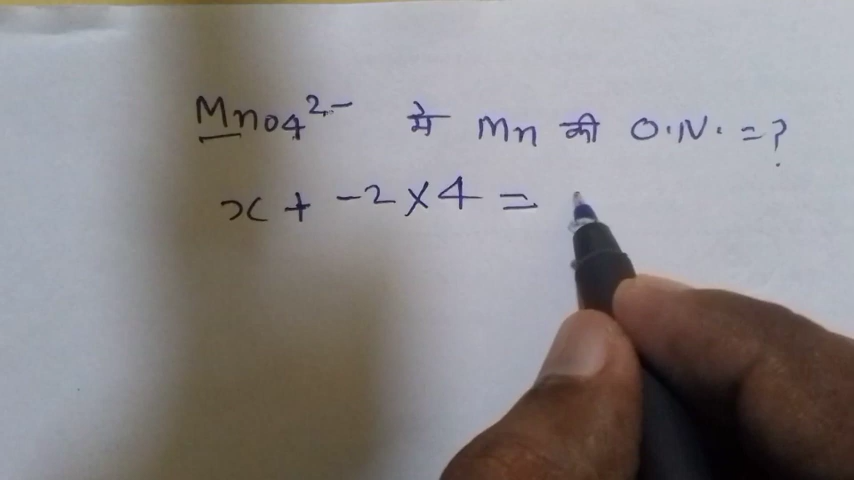 Mno4²⁻ मे Mn की O.N. = ?
x + -2 × 4 =